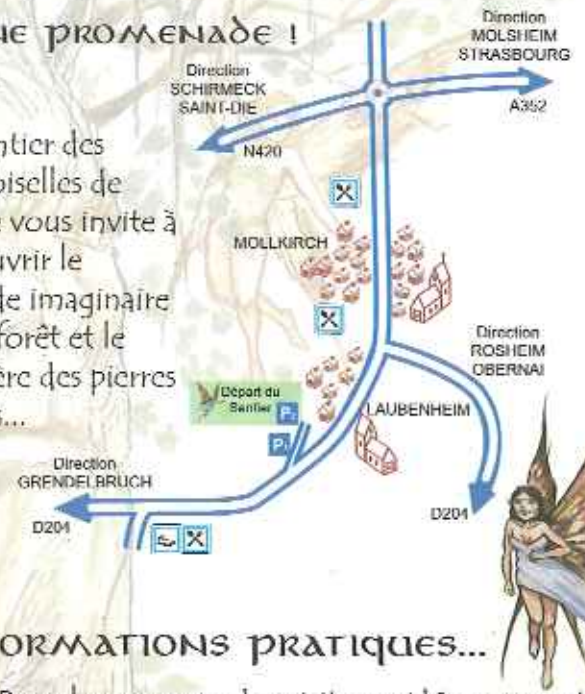 NE PROMENADE !
ntier des
oiselles de
e vous invite à
uvrir le
de imaginaire
forêt et le
ère des pierres
s...
Direction
MOLSHEIM
STRASBOURG
A352
Direction
SCHIRMECK
SAINT-DIE
N420
MOLLKIRCH
Direction
ROSHEIM
OBERNAI
D204
Départ du
Sentier
P2
P1
LAUBENHEIM
Direction
GRENDELBRUCH
D204
ORMATIONS PRATIQUES...